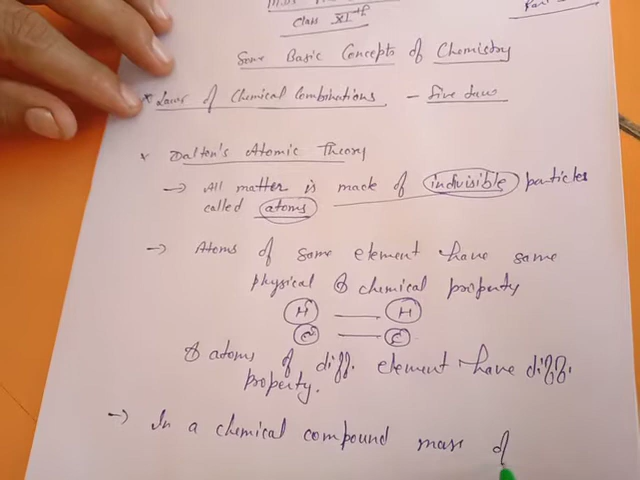 Class XIth
Part
Some Basic Concepts of Chemistry
* Laws of Chemical Combinations - five laws
* Dalton's Atomic Theory
→ All matter is made of indivisible particles
called atoms
→ Atoms of same element have same
physical & chemical property
H — H
C — C
& atoms of diff. element have diff.
property.
→ In a chemical compound mass of